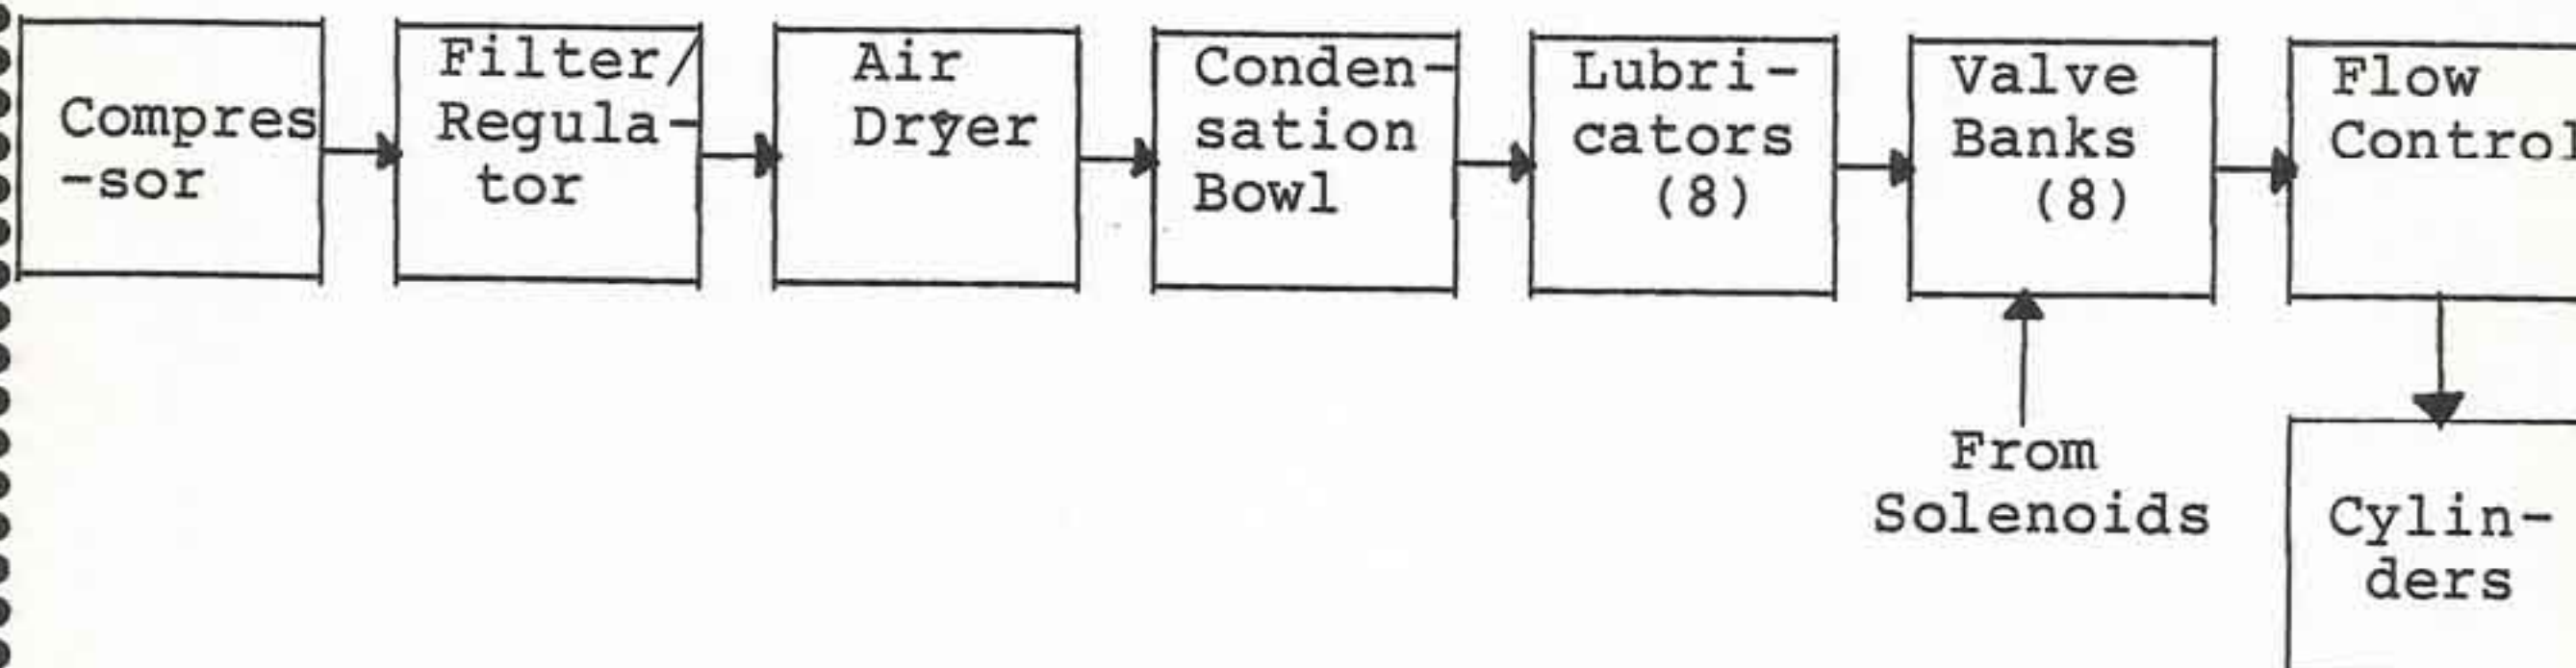 Compres
-sor
Filter/
Regula-
tor
Air
Dryer
Conden-
sation
Bowl
Lubri-
cators
(8)
Valve
Banks
(8)
Flow
Control
From
Solenoids
Cylin-
ders